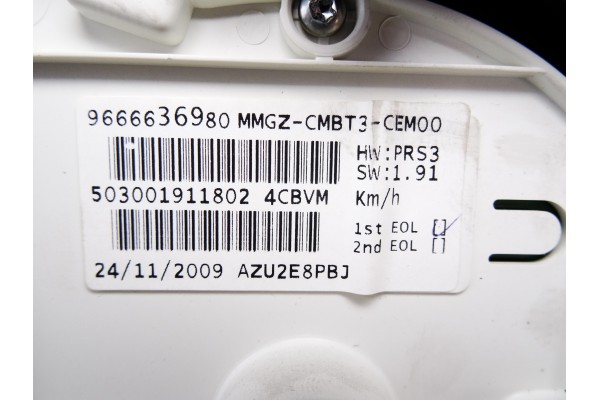 9666636980 MMGZ-CMBT3-CEM00
HW:PRS3
SW:1.91
503001911802 4CBVM Km/h
1st EOL []
2nd EOL []
24/11/2009 AZU2E8PBJ